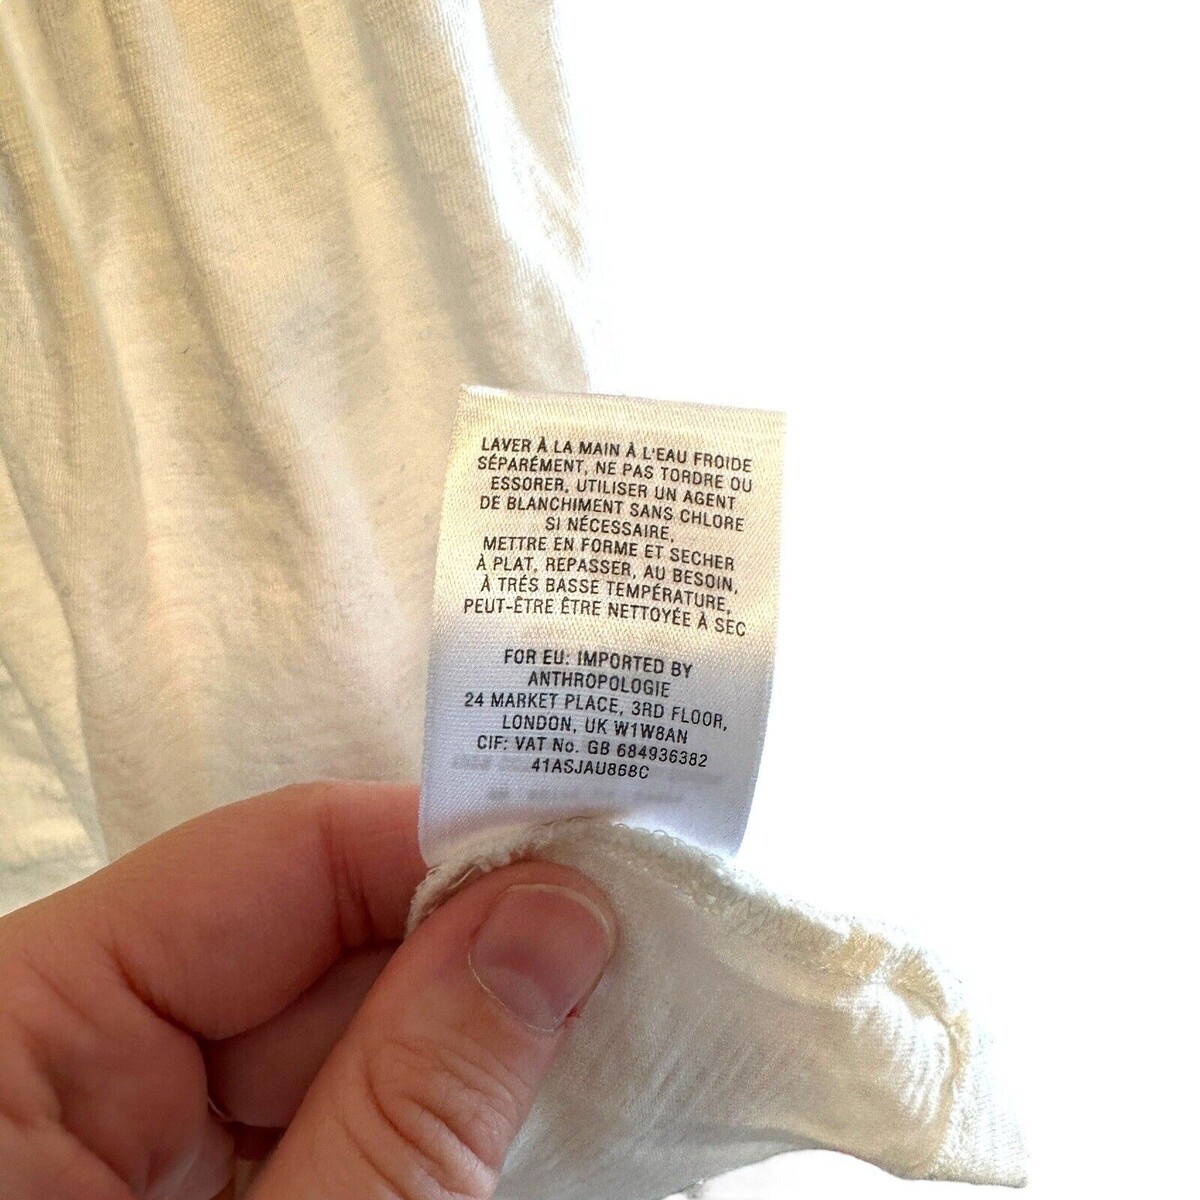 LAVER À LA MAIN À L'EAU FROIDE
SÉPARÉMENT, NE PAS TORDRE OU
ESSORER, UTILISER UN AGENT
DE BLANCHIMENT SANS CHLORE
SI NÉCESSAIRE,
METTRE EN FORME ET SECHER
À PLAT, REPASSER, AU BESOIN,
À TRÉS BASSE TEMPÉRATURE,
PEUT-ÊTRE ÊTRE NETTOYÉE À SEC
FOR EU: IMPORTED BY
ANTHROPOLOGIE
24 MARKET PLACE, 3RD FLOOR,
LONDON, UK W1W8AN
CIF: VAT No. GB 684936382
41ASJAU868C